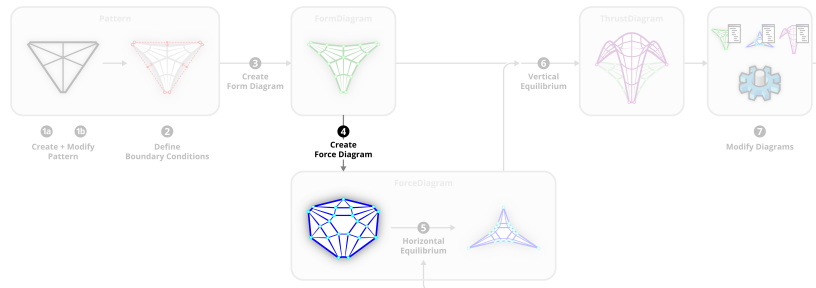 Pattern
FormDiagram
ThrustDiagram
3
Create
Form Diagram
6
Vertical
Equilibrium
1a
1b
Create + Modify
Pattern
2
Define
Boundary Conditions
4
Create
Force Diagram
7
Modify Diagrams
ForceDiagram
5
Horizontal
Equilibrium